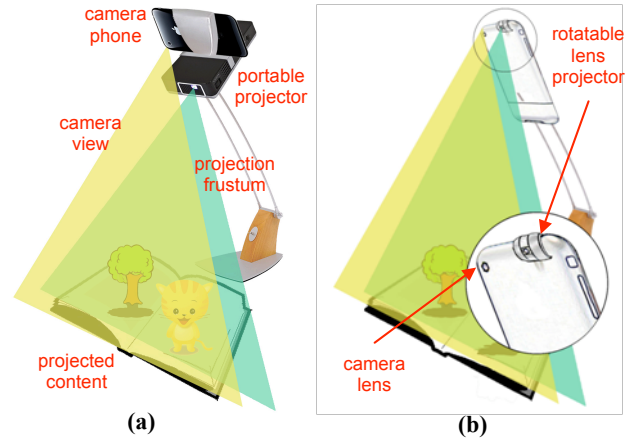 camera
phone
portable
projector
camera
view
projection
frustum
projected
content
(a)
rotatable
lens
projector
camera
lens
(b)